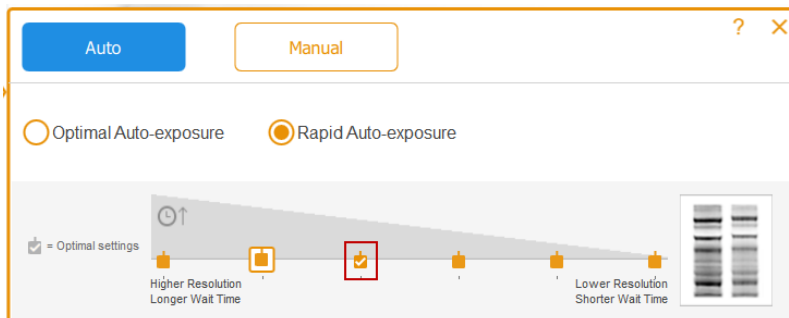 Auto
Manual
?
Optimal Auto-exposure
Rapid Auto-exposure
= Optimal settings
Higher Resolution
Longer Wait Time
Lower Resolution
Shorter Wait Time